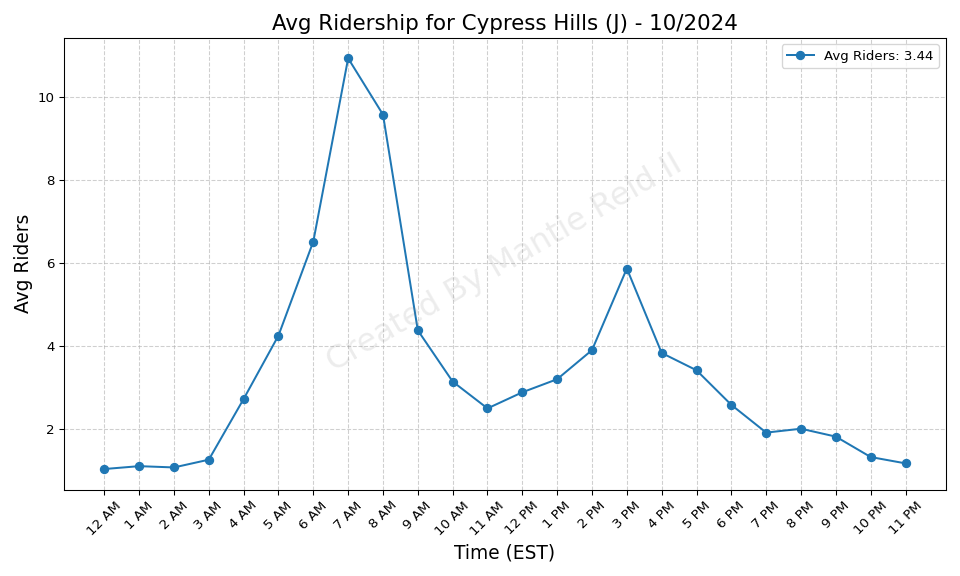 Avg Ridership for Cypress Hills (J) - 10/2024
Avg Riders: 3.44
10
8
6
4
2
Avg Riders
Created By Mantle Reid II
12 AM
1 AM
2 AM
3 AM
4 AM
5 AM
6 AM
7 AM
8 AM
9 AM
10 AM
11 AM
12 PM
1 PM
2 PM
3 PM
4 PM
5 PM
6 PM
7 PM
8 PM
9 PM
10 PM
11 PM
Time (EST)